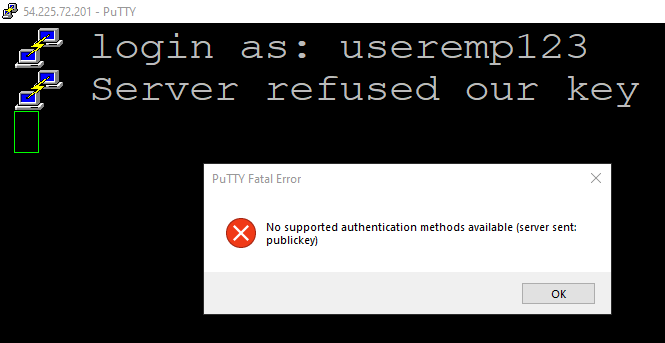 54.225.72.201 - PuTTY
login as: useremp123
Server refused our key
PuTTY Fatal Error
No supported authentication methods available (server sent:
publickey)
OK